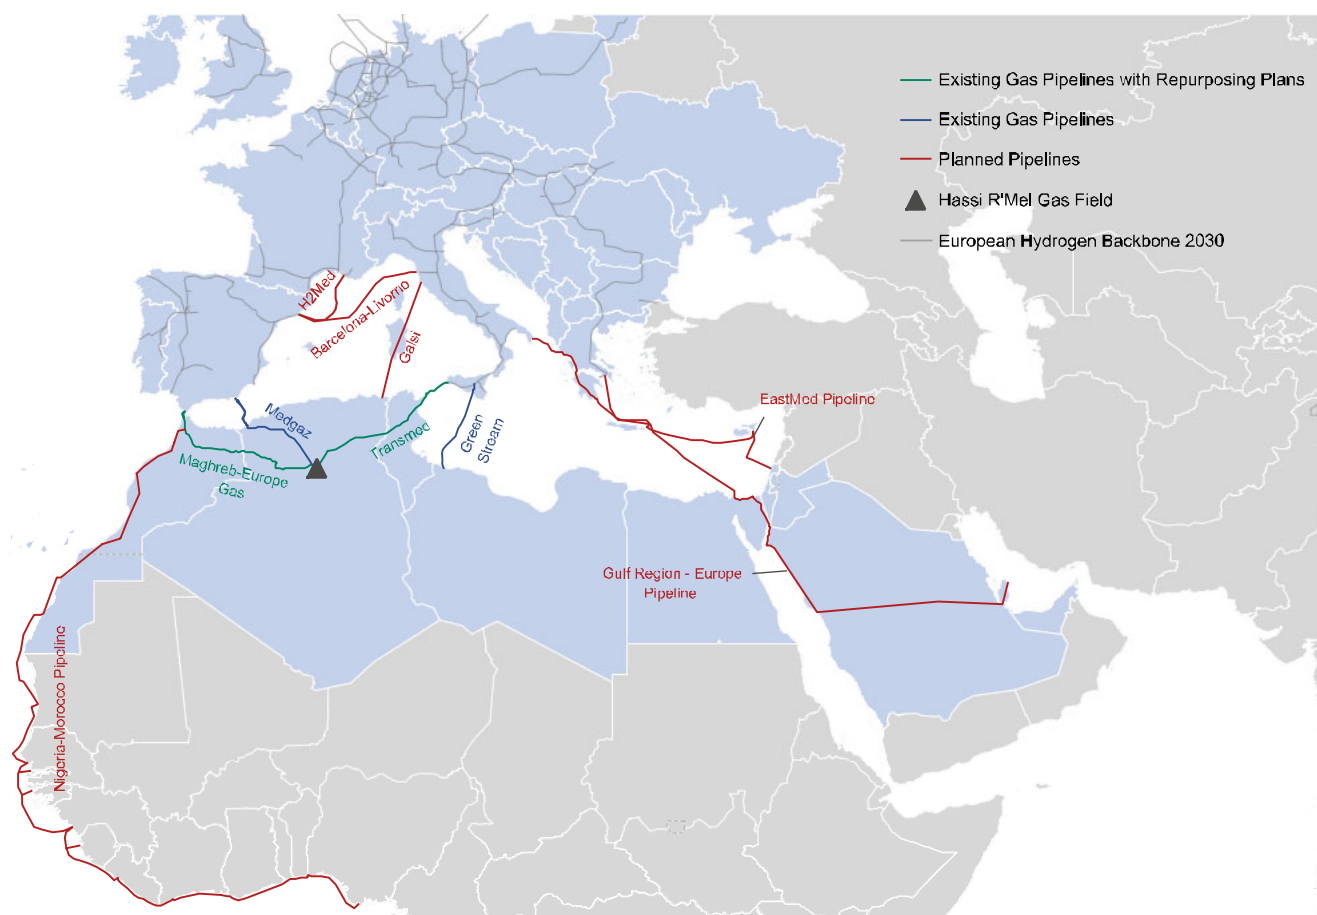 Existing Gas Pipelines with Repurposing Plans
Existing Gas Pipelines
Planned Pipelines
Hassi R'Mel Gas Field
European Hydrogen Backbone 2030
H2Med
Barcelona-Livorno
Galsi
EastMed Pipeline
Medgaz
Transmed
Green
Stream
Maghreb-Europe
Gas
Gulf Region - Europe
Pipeline
Nigeria-Morocco Pipeline